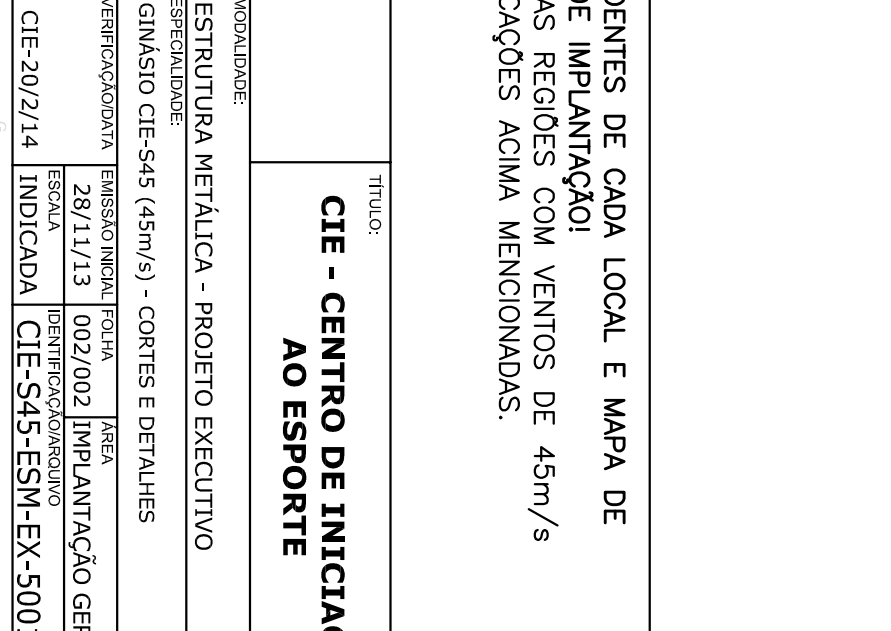 DENTES DE CADA LOCAL E MAPA DE
DE IMPLANTAÇÃO!
AS REGIÕES COM VENTOS DE 45m/s
CAÇÕES ACIMA MENCIONADAS.
TÍTULO:
CIE - CENTRO DE INICIAÇ
AO ESPORTE
MODALIDADE:
ESTRUTURA METÁLICA - PROJETO EXECUTIVO
ESPECIALIDADE:
GINÁSIO CIE-S45 (45m/s) - CORTES E DETALHES
VERIFICAÇÃO/DATA
CIE-20/2/14
EMISSÃO INICIAL
28/11/13
FOLHA
002/002
ÁREA
IMPLANTAÇÃO GER
ESCALA
INDICADA
IDENTIFICAÇÃO/ARQUIVO
CIE-S45-ESM-EX-500